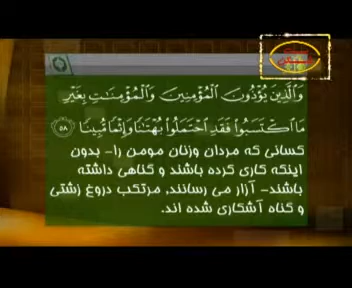 وَالَّذِينَ يُؤْذُونَ الْمُؤْمِنِينَ وَالْمُؤْمِنَاتِ بِغَيْرِ
مَا اكْتَسَبُوا فَقَدِ احْتَمَلُوا بُهْتَانًا وَإِثْمًا مُّبِينًا ﴿٥٨﴾
کسانی که مردان وزنان مومن را- بدون
اینکه کاری کرده باشند و گناهی داشته
باشند- آزار می رسانند، مرتکب دروغ زشتی
و گناه آشکاری شده اند.